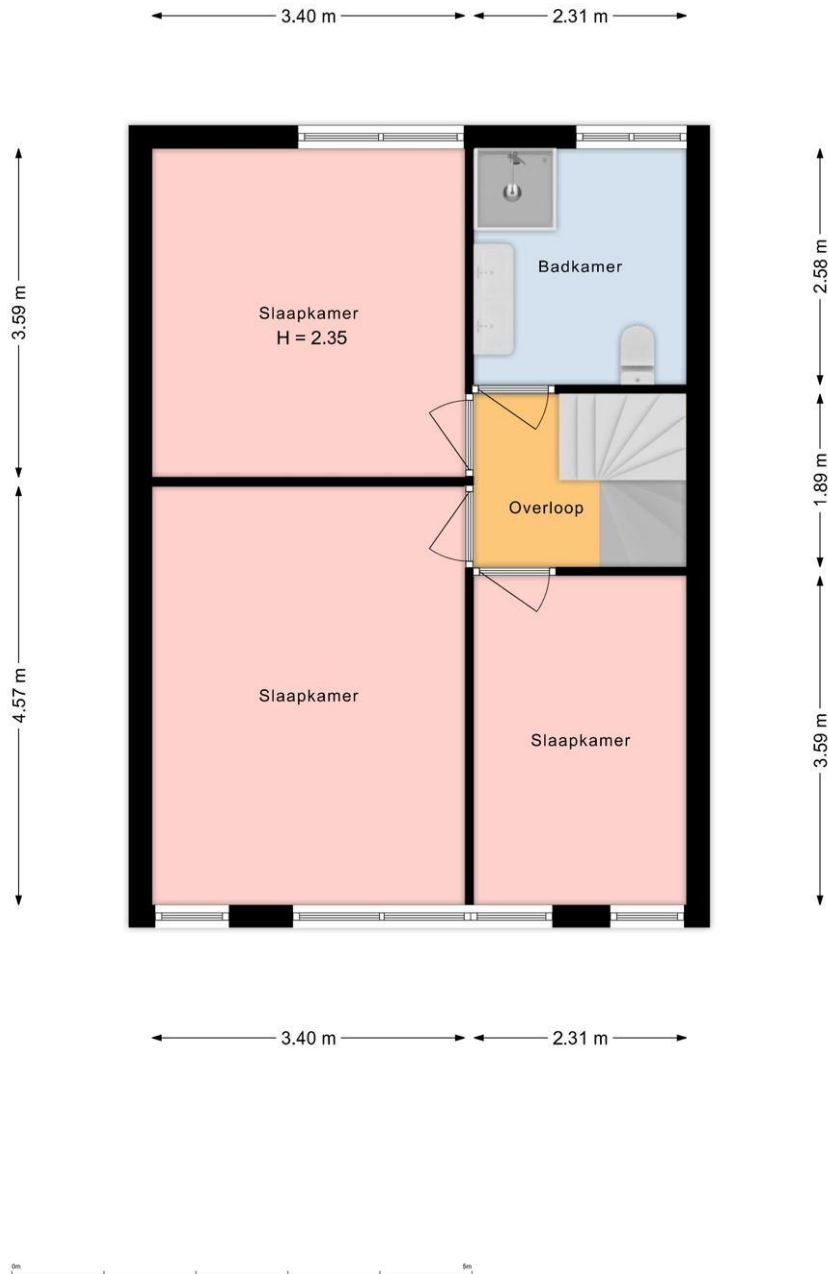 3.40 m
2.31 m
3.59 m
2.58 m
Badkamer
Slaapkamer
H = 2.35
1.89 m
Overloop
4.57 m
Slaapkamer
3.59 m
Slaapkamer
3.40 m
2.31 m
0m
5m